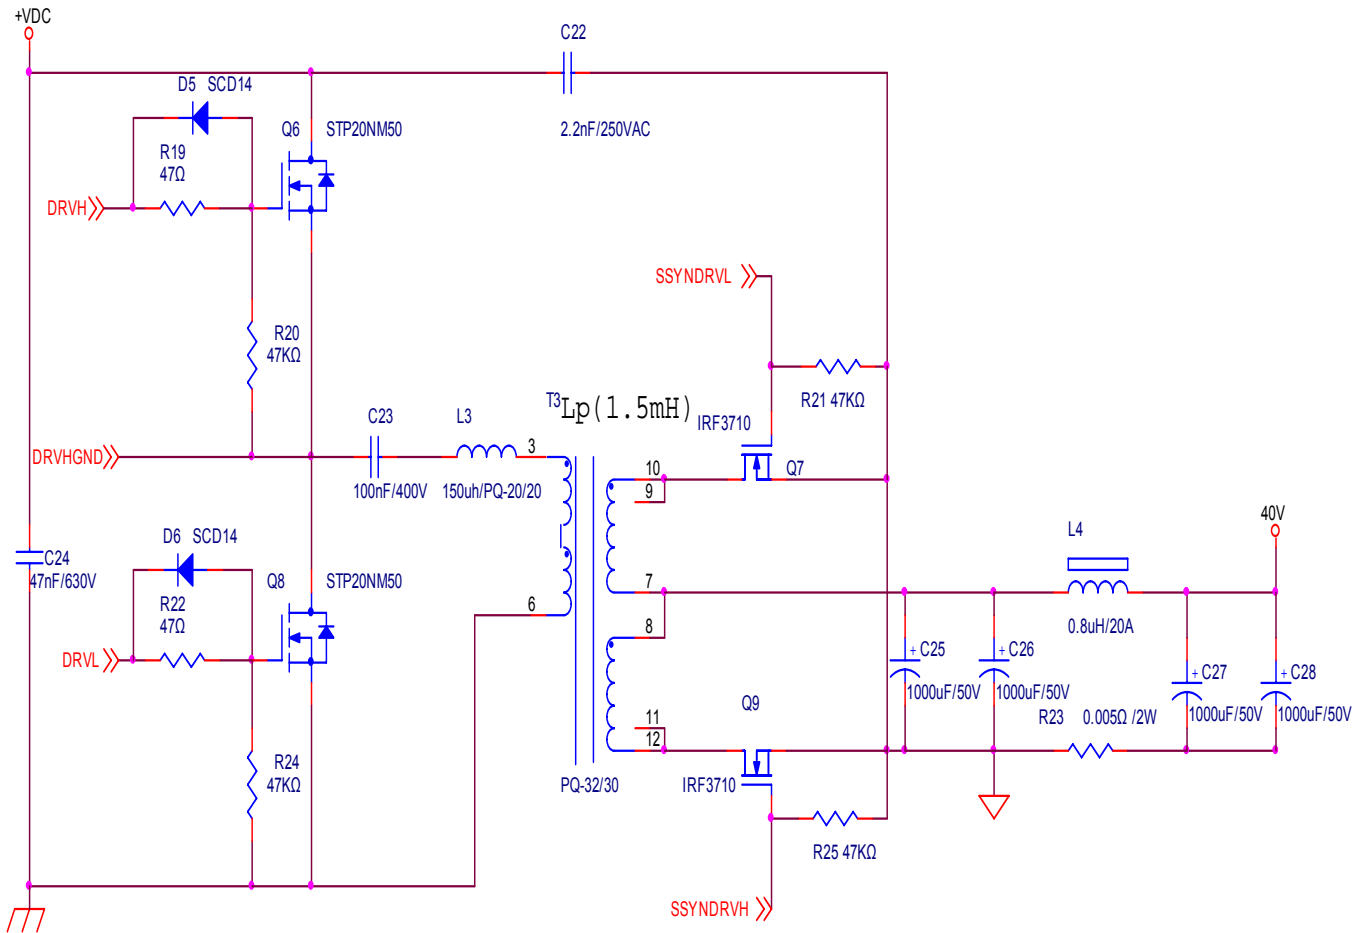 +VDC
C22
2.2nF/250VAC
D5 SCD14
Q6 STP20NM50
R19
47Ω
DRVH
SSYNDRVL
R20
47KΩ
R21 47KΩ
T3 Lp(1.5mH)
IRF3710
Q7
C23
L3
3
DRVHGND
100nF/400V
150uh/PQ-20/20
10
9
40V
L4
D6 SCD14
C24
47nF/630V
Q8 STP20NM50
7
R22
47Ω
6
8
0.8uH/20A
DRVL
+ C25
1000uF/50V
+ C26
1000uF/50V
+ C27
1000uF/50V
+ C28
1000uF/50V
Q9
11
12
R23 0.005Ω /2W
R24
47KΩ
PQ-32/30
IRF3710
R25 47KΩ
SSYNDRVH